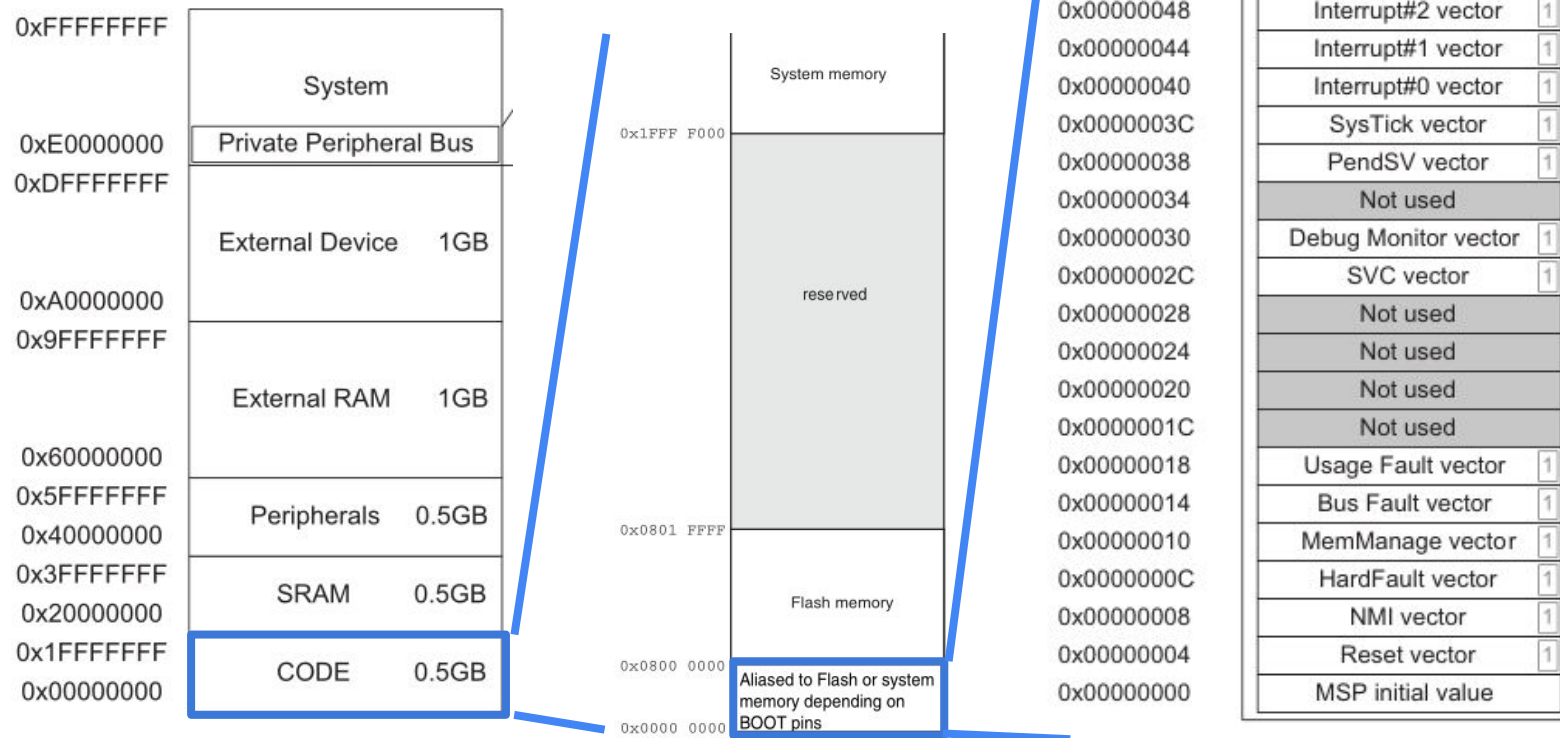 0xFFFFFFFF
System
0xE0000000
Private Peripheral Bus
0xDFFFFFFF
External Device 1GB
0xA0000000
0x9FFFFFFF
External RAM 1GB
0x60000000
0x5FFFFFFF
Peripherals 0.5GB
0x40000000
0x3FFFFFFF
SRAM 0.5GB
0x20000000
0x1FFFFFFF
CODE 0.5GB
0x00000000
System memory
0x1FFF F000
reserved
0x0801 FFFF
Flash memory
0x0800 0000
Aliased to Flash or system
memory depending on
BOOT pins
0x0000 0000
0x00000048 Interrupt#2 vector 1
0x00000044 Interrupt#1 vector 1
0x00000040 Interrupt#0 vector 1
0x0000003C SysTick vector 1
0x00000038 PendSV vector 1
0x00000034 Not used
0x00000030 Debug Monitor vector 1
0x0000002C SVC vector 1
0x00000028 Not used
0x00000024 Not used
0x00000020 Not used
0x0000001C Not used
0x00000018 Usage Fault vector 1
0x00000014 Bus Fault vector 1
0x00000010 MemManage vector 1
0x0000000C HardFault vector 1
0x00000008 NMI vector 1
0x00000004 Reset vector 1
0x00000000 MSP initial value